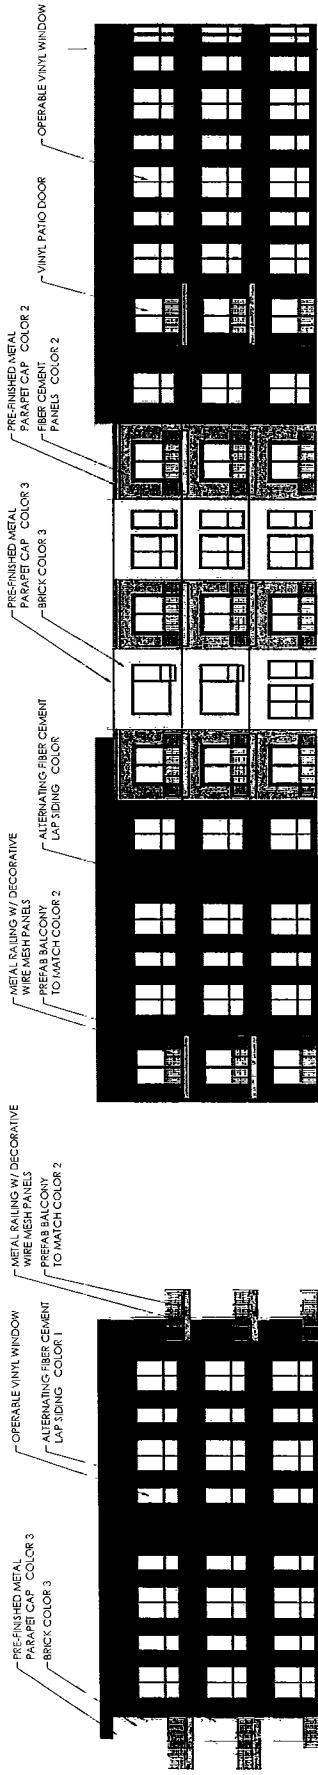 PRE-FINISHED METAL
PARAPET CAP COLOR 3
BRICK COLOR 3
OPERABLE VINYL WINDOW
ALTERNATING FIBER CEMENT
LAP SIDING COLOR 1
METAL RAILING W/ DECORATIVE
WIRE MESH PANELS
PREFAB BALCONY
TO MATCH COLOR 2
METAL RAILING W/ DECORATIVE
WIRE MESH PANELS
PREFAB BALCONY
TO MATCH COLOR 2
ALTERNATING FIBER CEMENT
LAP SIDING COLOR
PRE-FINISHED METAL
PARAPET CAP COLOR 3
BRICK COLOR 3
PRE-FINISHED METAL
PARAPET CAP COLOR 2
FIBER CEMENT
PANELS COLOR 2
VINYL PATIO DOOR
OPERABLE VINYL WINDOW